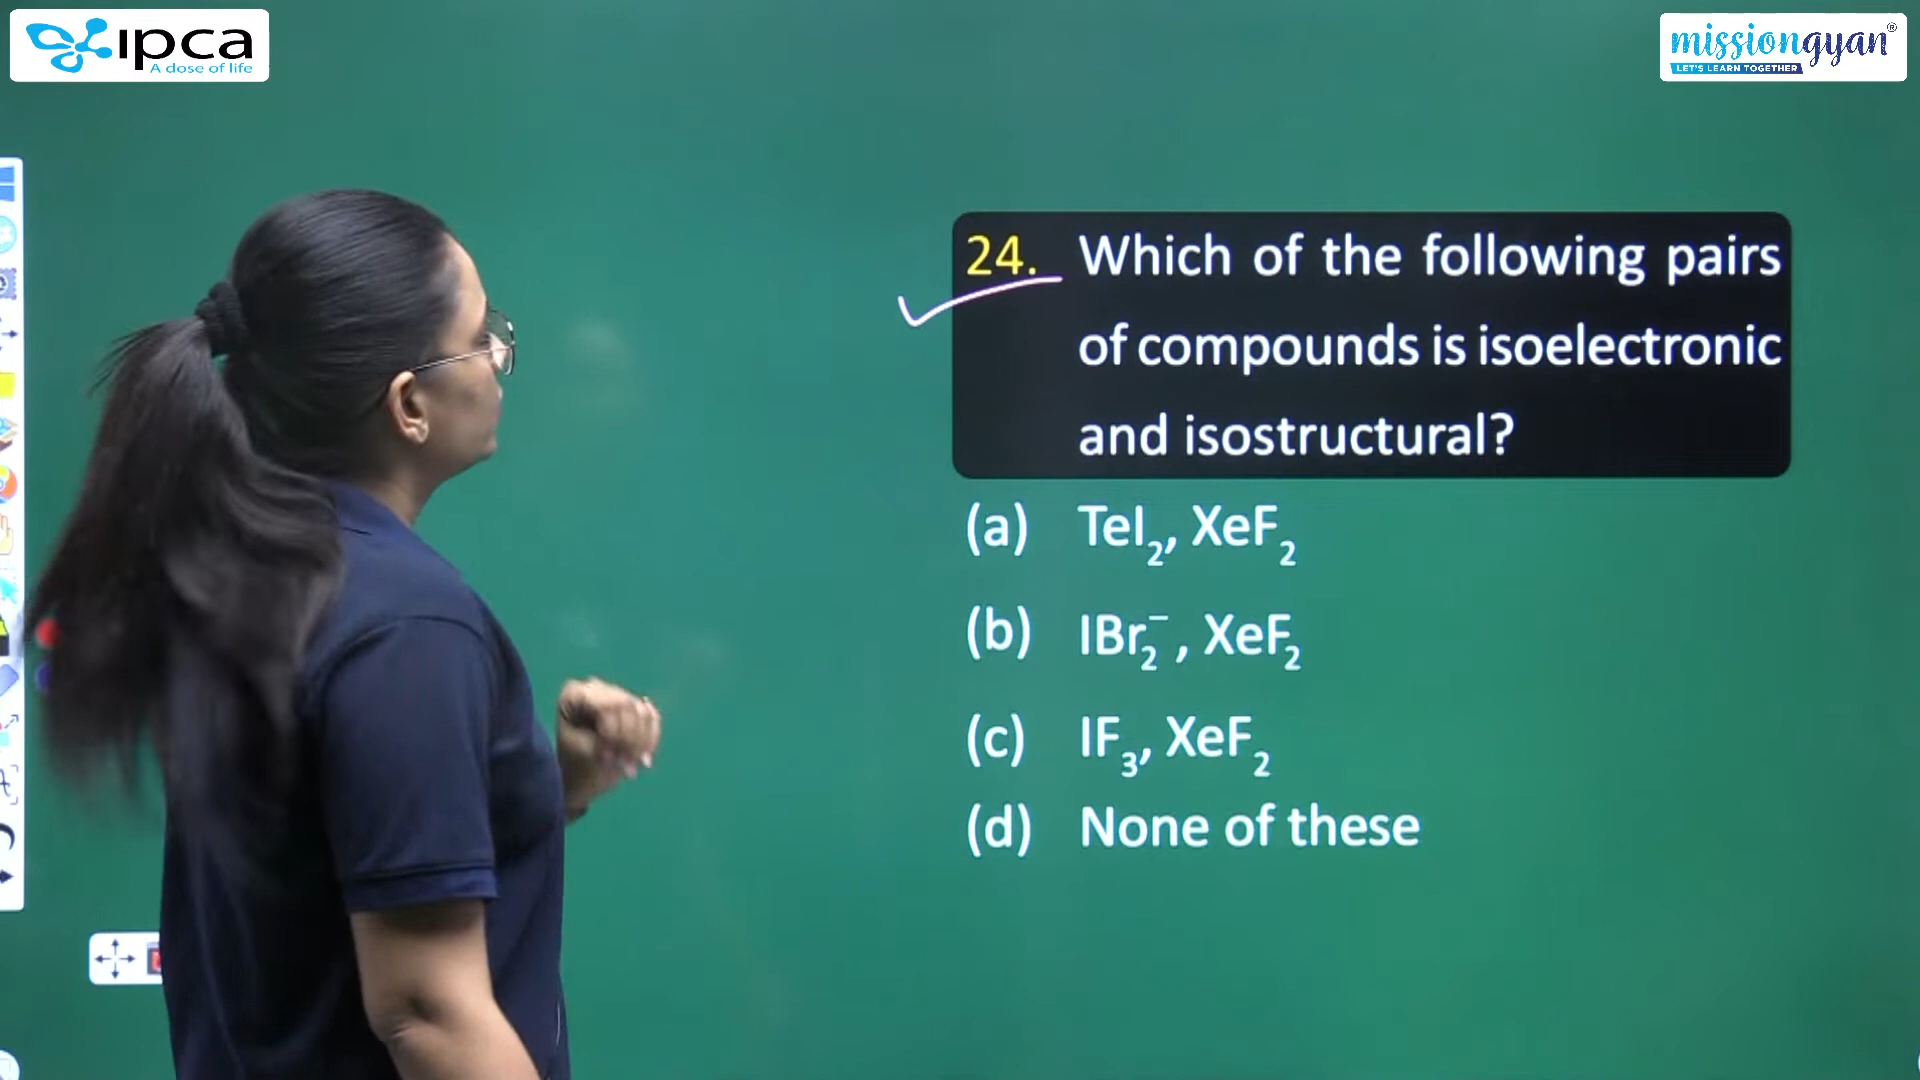 ipca
A dose of life
missiongyan®
LET'S LEARN TOGETHER
24. Which of the following pairs
of compounds is isoelectronic
and isostructural?
(a) TeI₂, XeF₂
(b) IBr₂⁻, XeF₂
(c) IF₃, XeF₂
(d) None of these